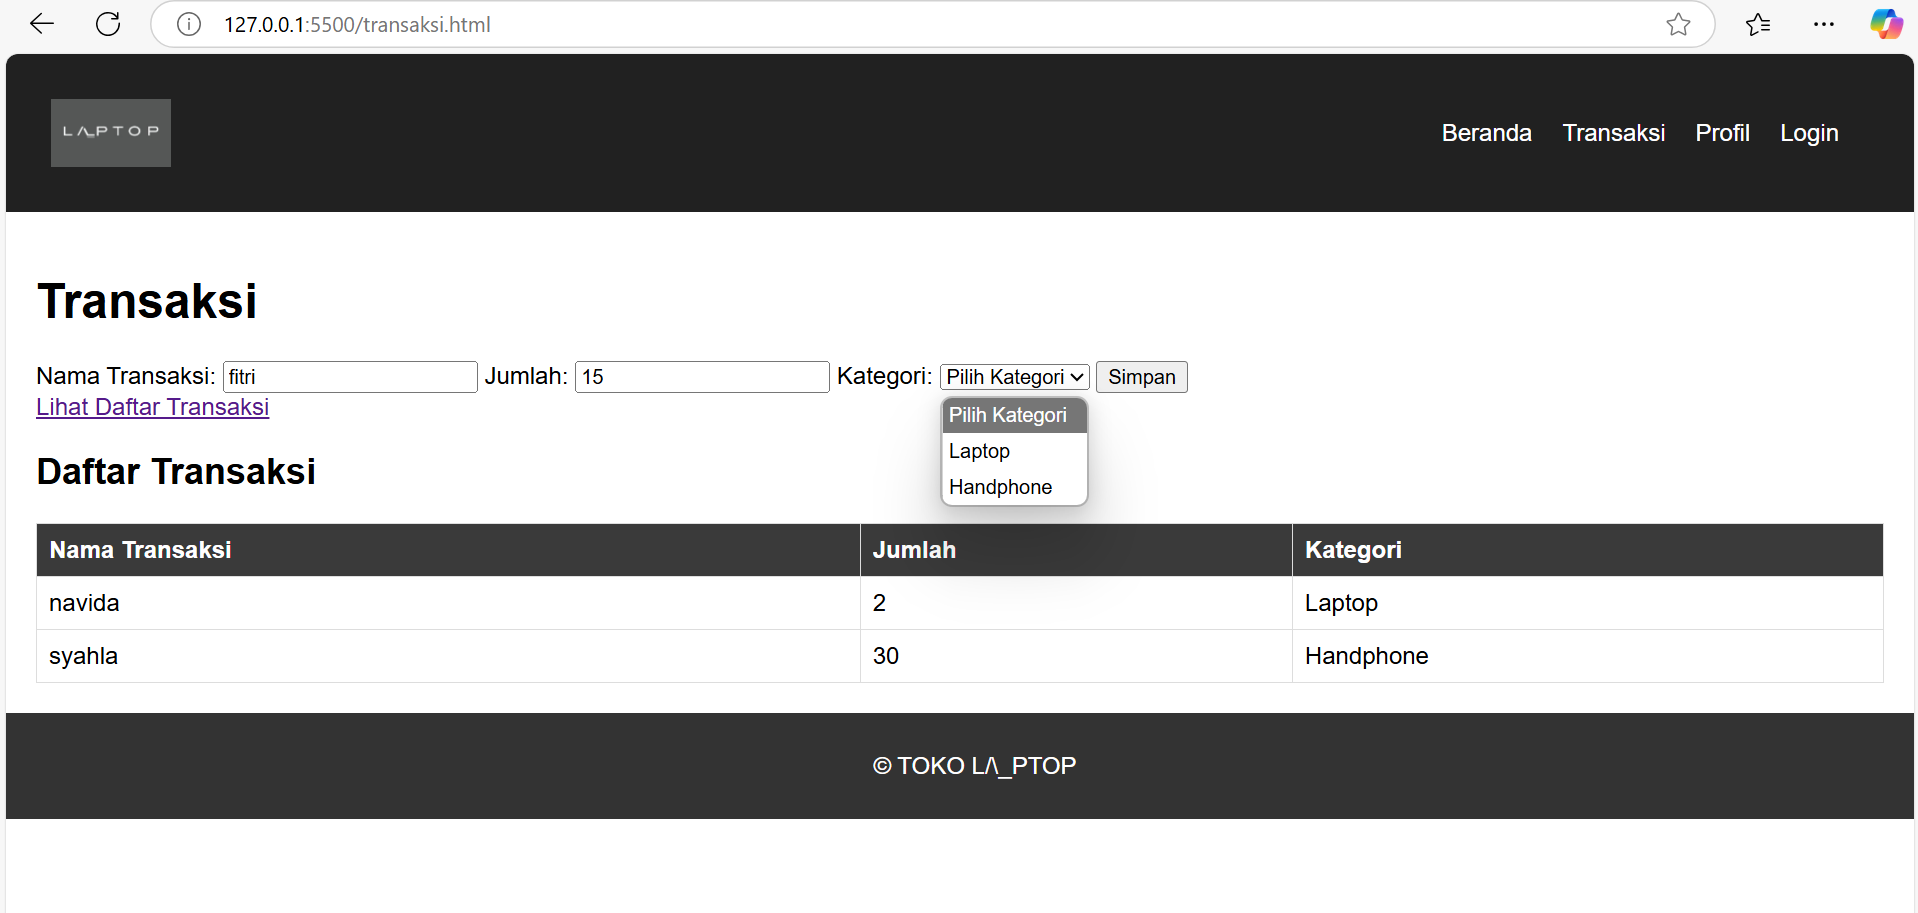 127.0.0.1:5500/transaksi.html
L/\_PTOP
Beranda Transaksi Profil Login
Transaksi
Nama Transaksi: fitri Jumlah: 15 Kategori: Pilih Kategori Simpan
Lihat Daftar Transaksi
Pilih Kategori
Laptop
Handphone
Daftar Transaksi
Nama Transaksi Jumlah Kategori
navida 2 Laptop
syahla 30 Handphone
© TOKO L/\_PTOP